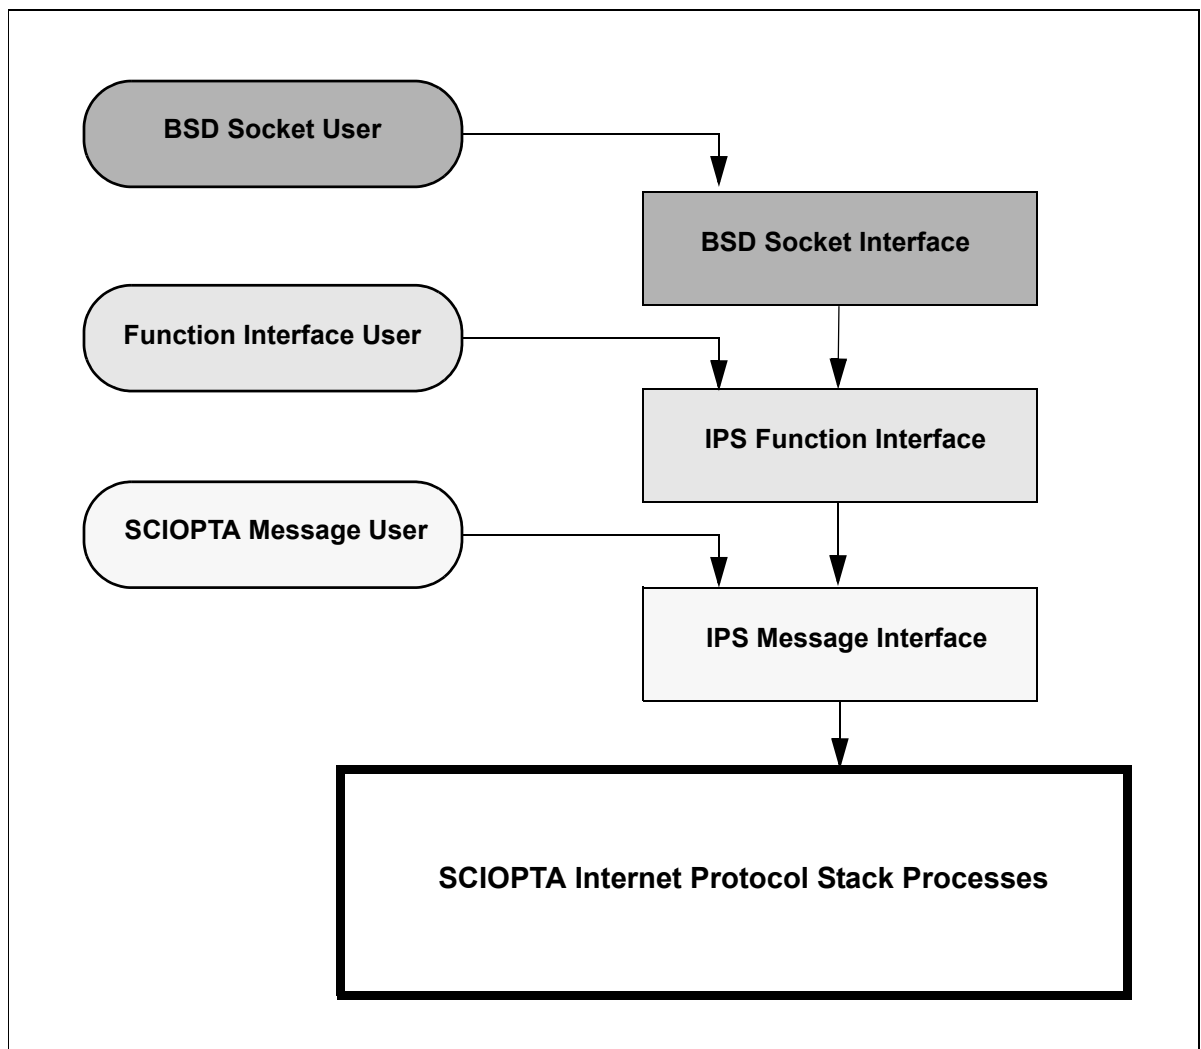 BSD Socket User
BSD Socket Interface
Function Interface User
IPS Function Interface
SCIOPTA Message User
IPS Message Interface
SCIOPTA Internet Protocol Stack Processes